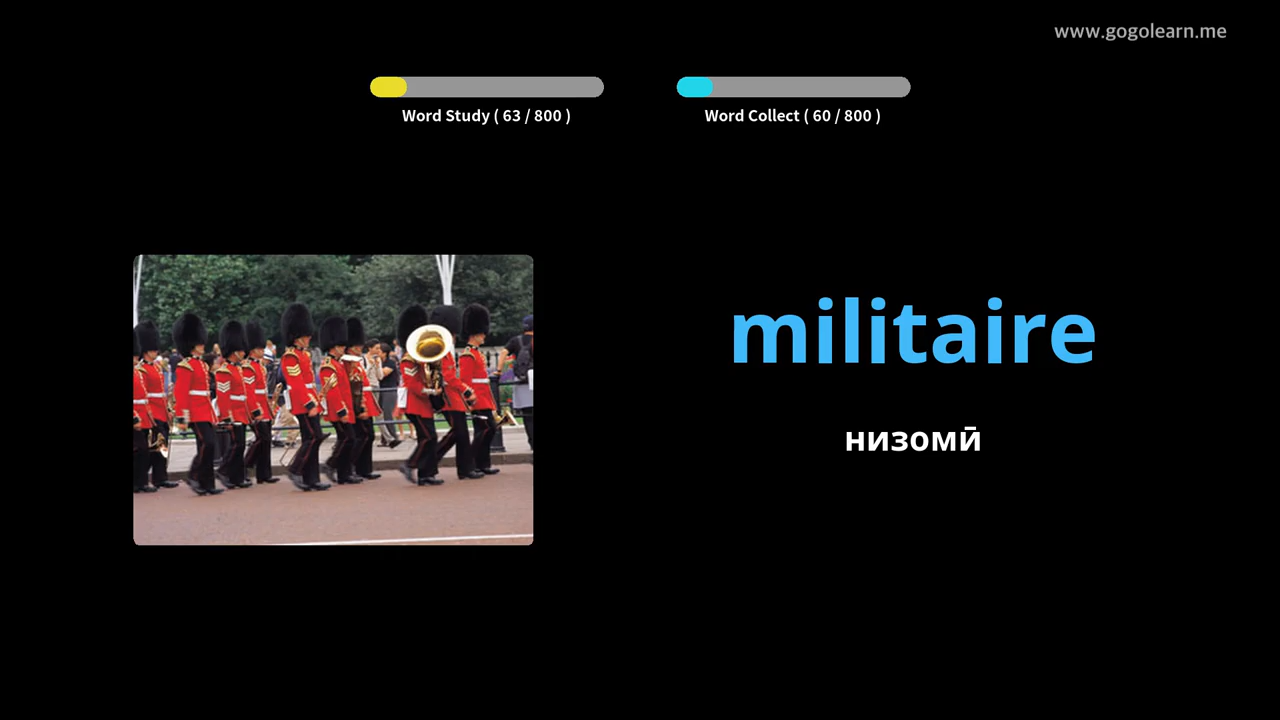 www.gogolearn.me
Word Study ( 63 / 800 )
Word Collect ( 60 / 800 )
militaire
низомӣ